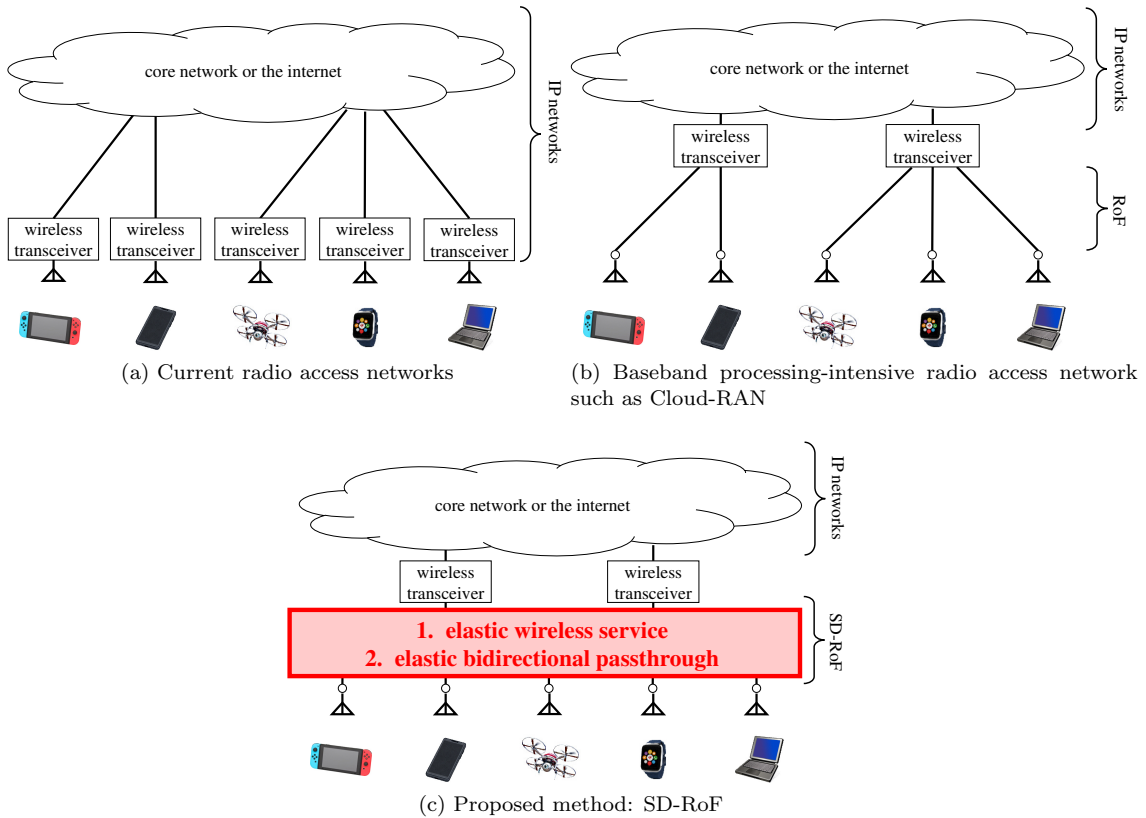 core network or the internet
IP networks
wireless
transceiver
wireless
transceiver
wireless
transceiver
wireless
transceiver
wireless
transceiver
(a) Current radio access networks
core network or the internet
IP networks
wireless
transceiver
wireless
transceiver
RoF
(b) Baseband processing-intensive radio access network
such as Cloud-RAN
core network or the internet
IP networks
wireless
transceiver
wireless
transceiver
1. elastic wireless service
2. elastic bidirectional passthrough
SD-RoF
(c) Proposed method: SD-RoF